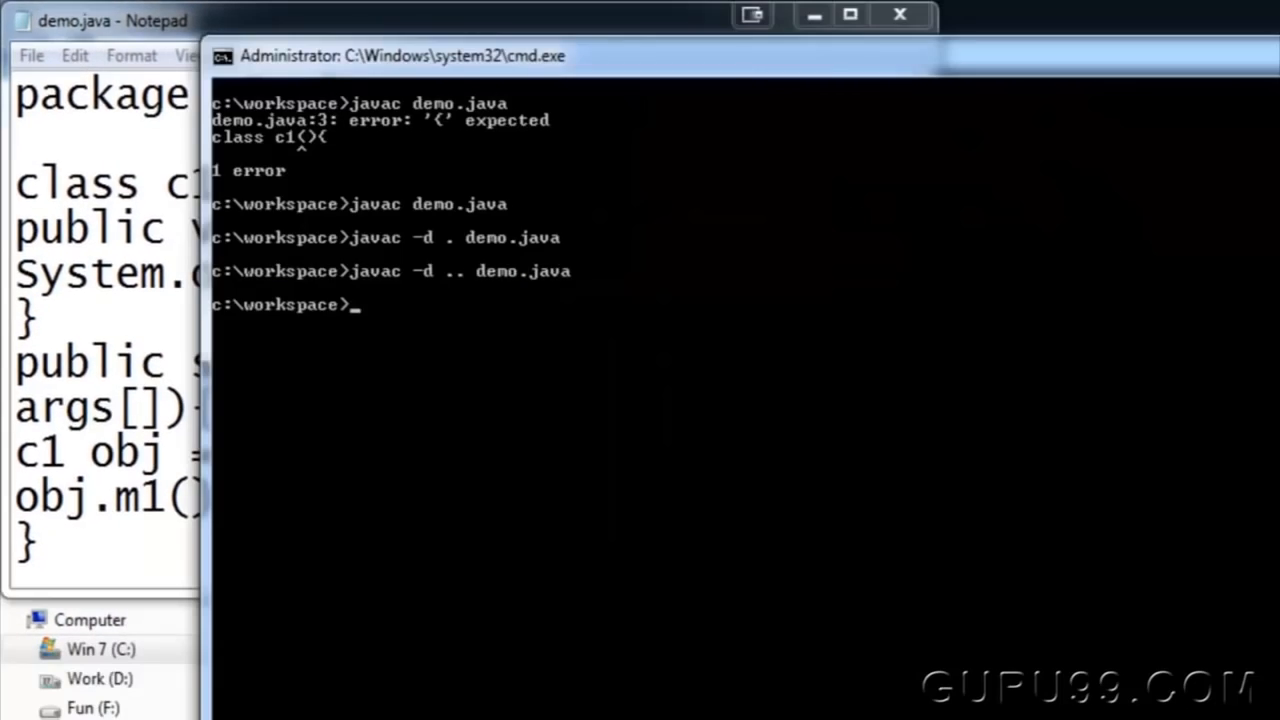 demo.java - Notepad
File Edit Format
package
class c1
public
System.
}
public
args[])
c1 obj =
obj.m1()
}
Computer
Win 7 (C:)
Work (D:)
Fun (F:)
Administrator: C:\Windows\system32\cmd.exe
c:\workspace>javac demo.java
demo.java:3: error: '{' expected
class c1(){
^
1 error
c:\workspace>javac demo.java
c:\workspace>javac -d . demo.java
c:\workspace>javac -d .. demo.java
c:\workspace>_
GURU99.COM